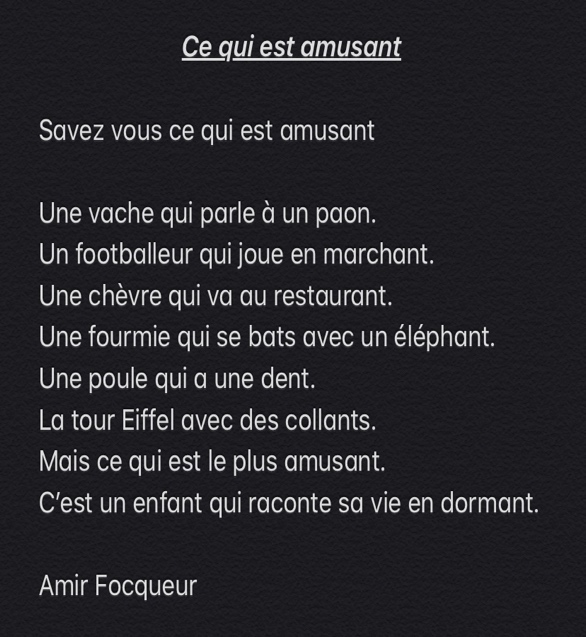 Ce qui est amusant
Savez vous ce qui est amusant
Une vache qui parle à un paon.
Un footballeur qui joue en marchant.
Une chèvre qui va au restaurant.
Une fourmie qui se bats avec un éléphant.
Une poule qui a une dent.
La tour Eiffel avec des collants.
Mais ce qui est le plus amusant.
C’est un enfant qui raconte sa vie en dormant.
Amir Focqueur